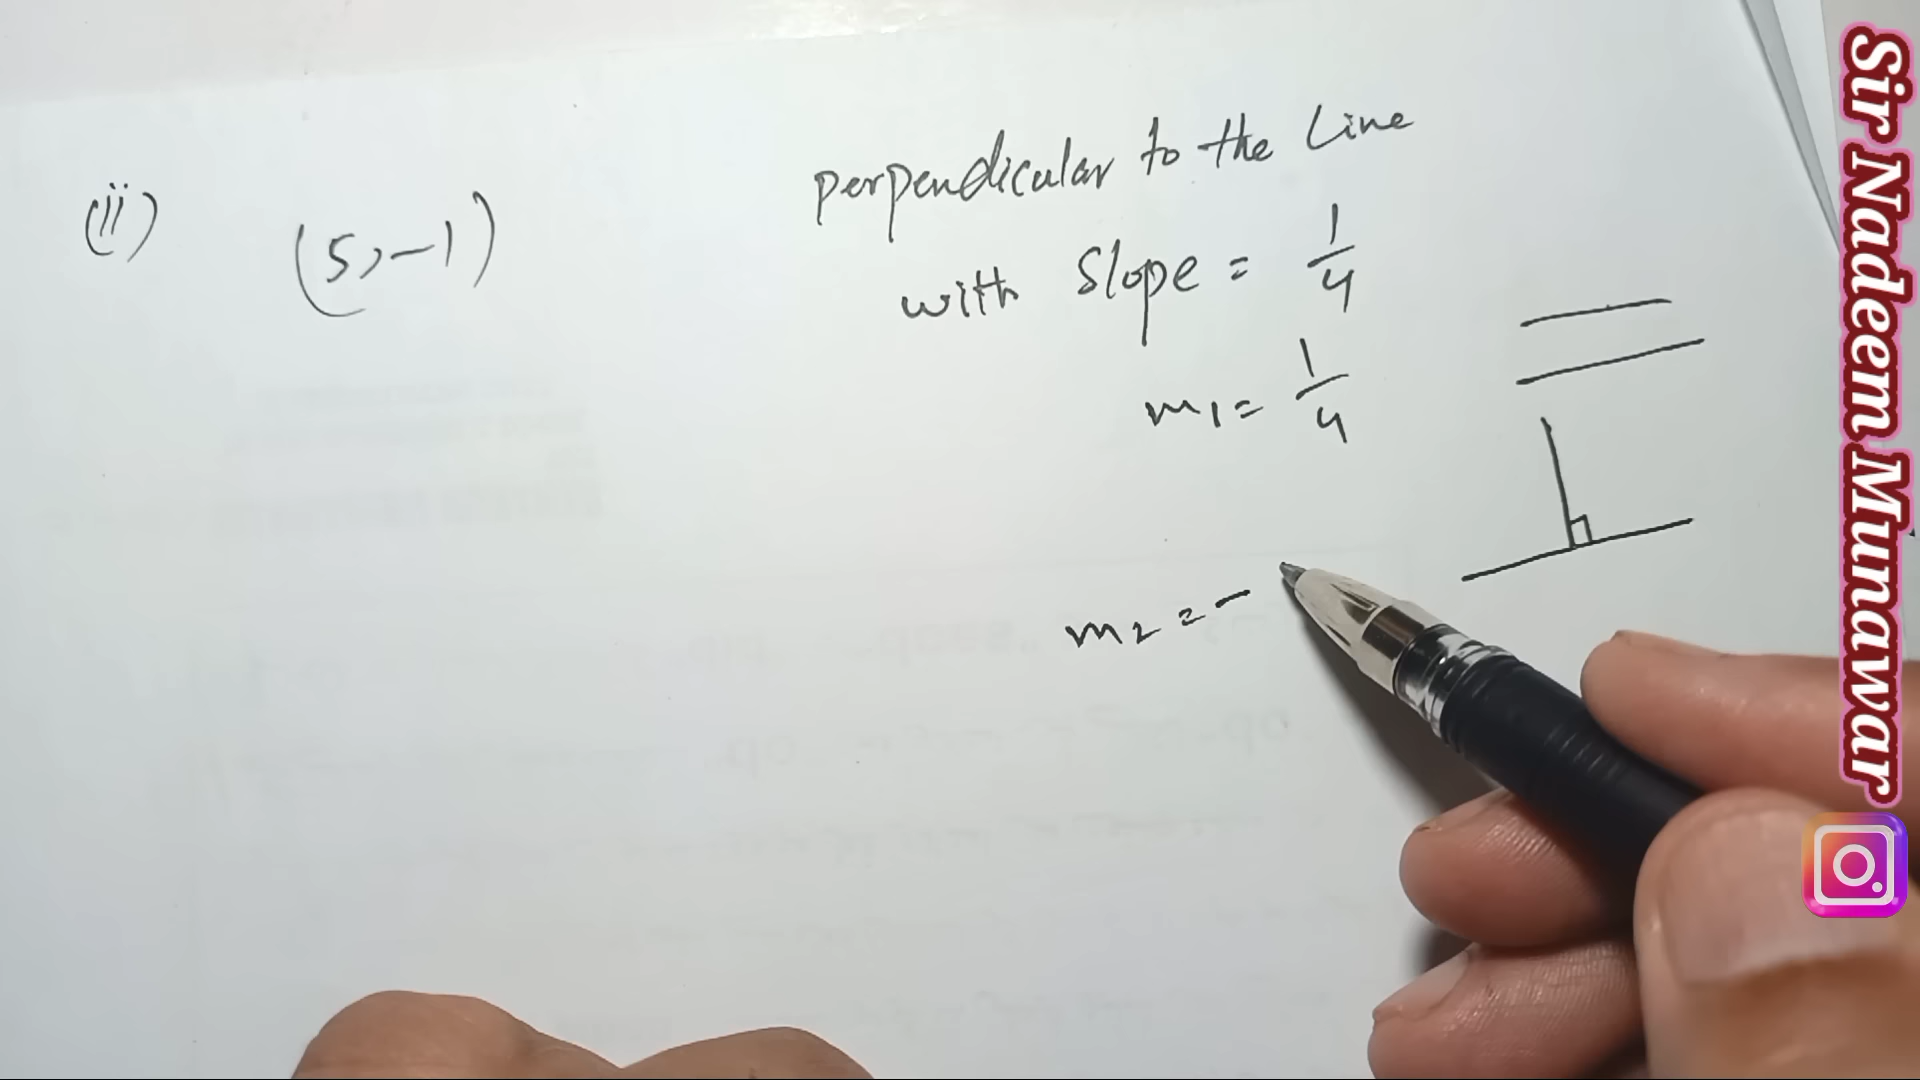 (ii) (5, -1)
perpendicular to the Line
with Slope = 1/4
m1 = 1/4
m2 = -
Sir Nadeem Munawar